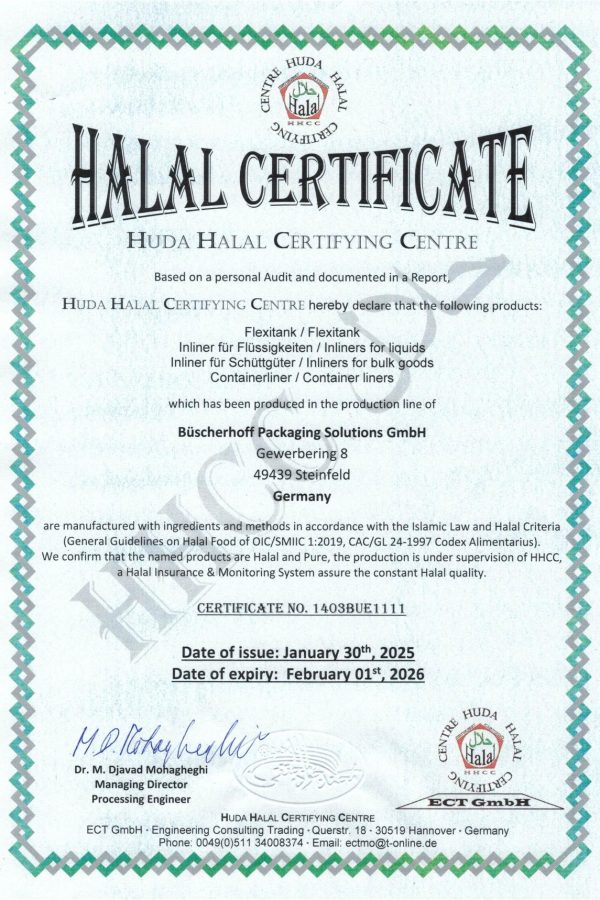 CENTRE HUDA HALAL CERTIFYING
حلال
Halal
HHCC
HALAL CERTIFICATE
HUDA HALAL CERTIFYING CENTRE
Based on a personal Audit and documented in a Report,
HUDA HALAL CERTIFYING CENTRE hereby declare that the following products:
Flexitank / Flexitank
Inliner für Flüssigkeiten / Inliners for liquids
Inliner für Schüttgüter / Inliners for bulk goods
Containerliner / Container liners
which has been produced in the production line of
Büscherhoff Packaging Solutions GmbH
Gewerbering 8
49439 Steinfeld
Germany
are manufactured with ingredients and methods in accordance with the Islamic Law and Halal Criteria
(General Guidelines on Halal Food of OIC/SMIIC 1:2019, CAC/GL 24-1997 Codex Alimentarius).
We confirm that the named products are Halal and Pure, the production is under supervision of HHCC,
a Halal Insurance & Monitoring System assure the constant Halal quality.
HHCC حلال
CERTIFICATE NO. 1403BUE1111
Date of issue: January 30th, 2025
Date of expiry: February 01st, 2026
M.D. Mohagheghi
Dr. M. Djavad Mohagheghi
Managing Director
Processing Engineer
CENTRE HUDA HALAL CERTIFYING
حلال
Halal
HHCC
ECT GmbH
HUDA HALAL CERTIFYING CENTRE
ECT GmbH · Engineering Consulting Trading · Querstr. 18 · 30519 Hannover · Germany
Phone: 0049(0)511 34008374 · Email: ectmo@t-online.de